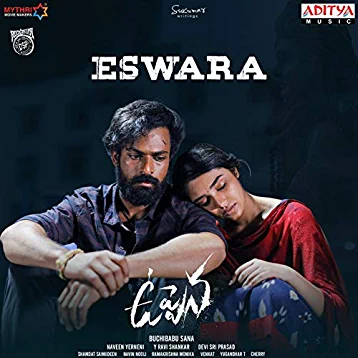 MYTHRI
MOVIE MAKERS
Sukumar
writings
ADITYA
MUSIC
ESWARA
ఉప్పెన
BUCHIBABU SANA
NAVEEN YERNENI Y RAVI SHANKAR DEVI SRI PRASAD
SHAMDAT SAINUDEEN NAVIN NOOLI RAMAKRISHNA MONIKA VENKAT YUGANDHAR T CHERRY